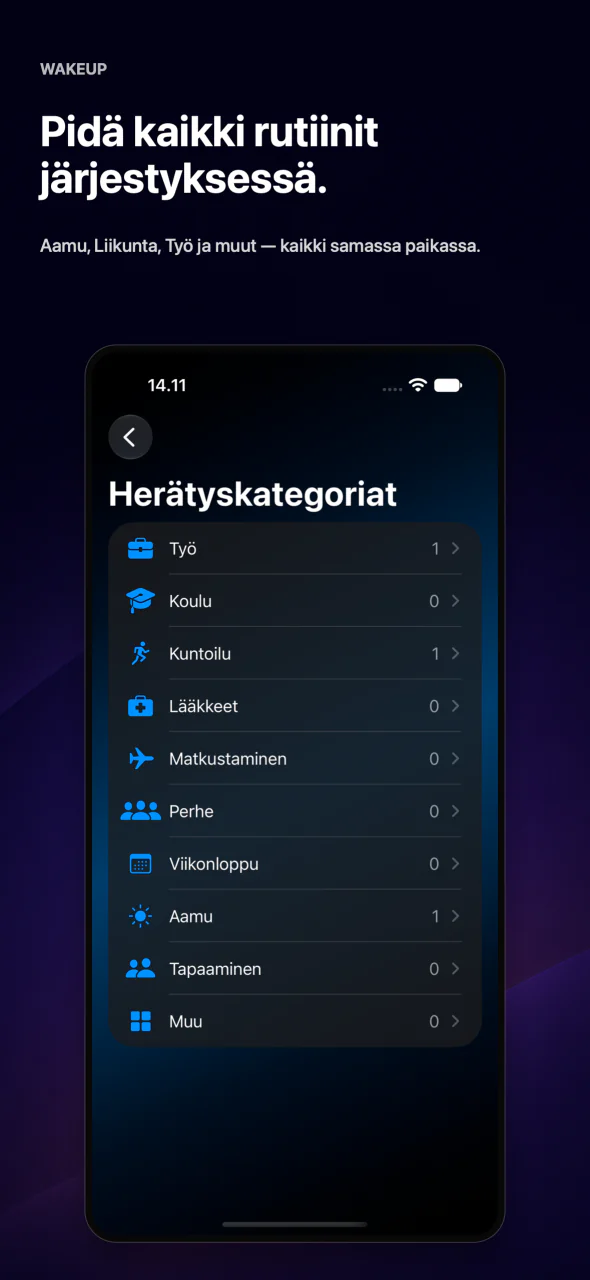 WAKEUP
Pidä kaikki rutiinit
järjestyksessä.
Aamu, Liikunta, Työ ja muut — kaikki samassa paikassa.
14.11
Herätyskategoriat
Työ 1
Koulu 0
Kuntoilu 1
Lääkkeet 0
Matkustaminen 0
Perhe 0
Viikonloppu 0
Aamu 1
Tapaaminen 0
Muu 0